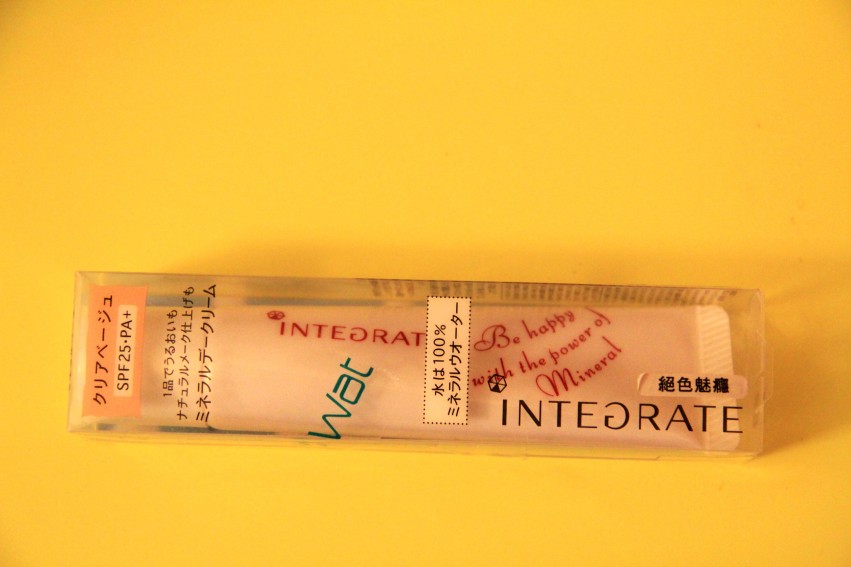 クリアベージュ
SPF25・PA+
1品でうるおいも
ナチュラルメーク仕上げも
ミネラルデークリーム
INTEGRAT
wat
水は100%
ミネラルウオーター
Be happy
with the power of
Mineral
絕色魅癮
INTEGRATE